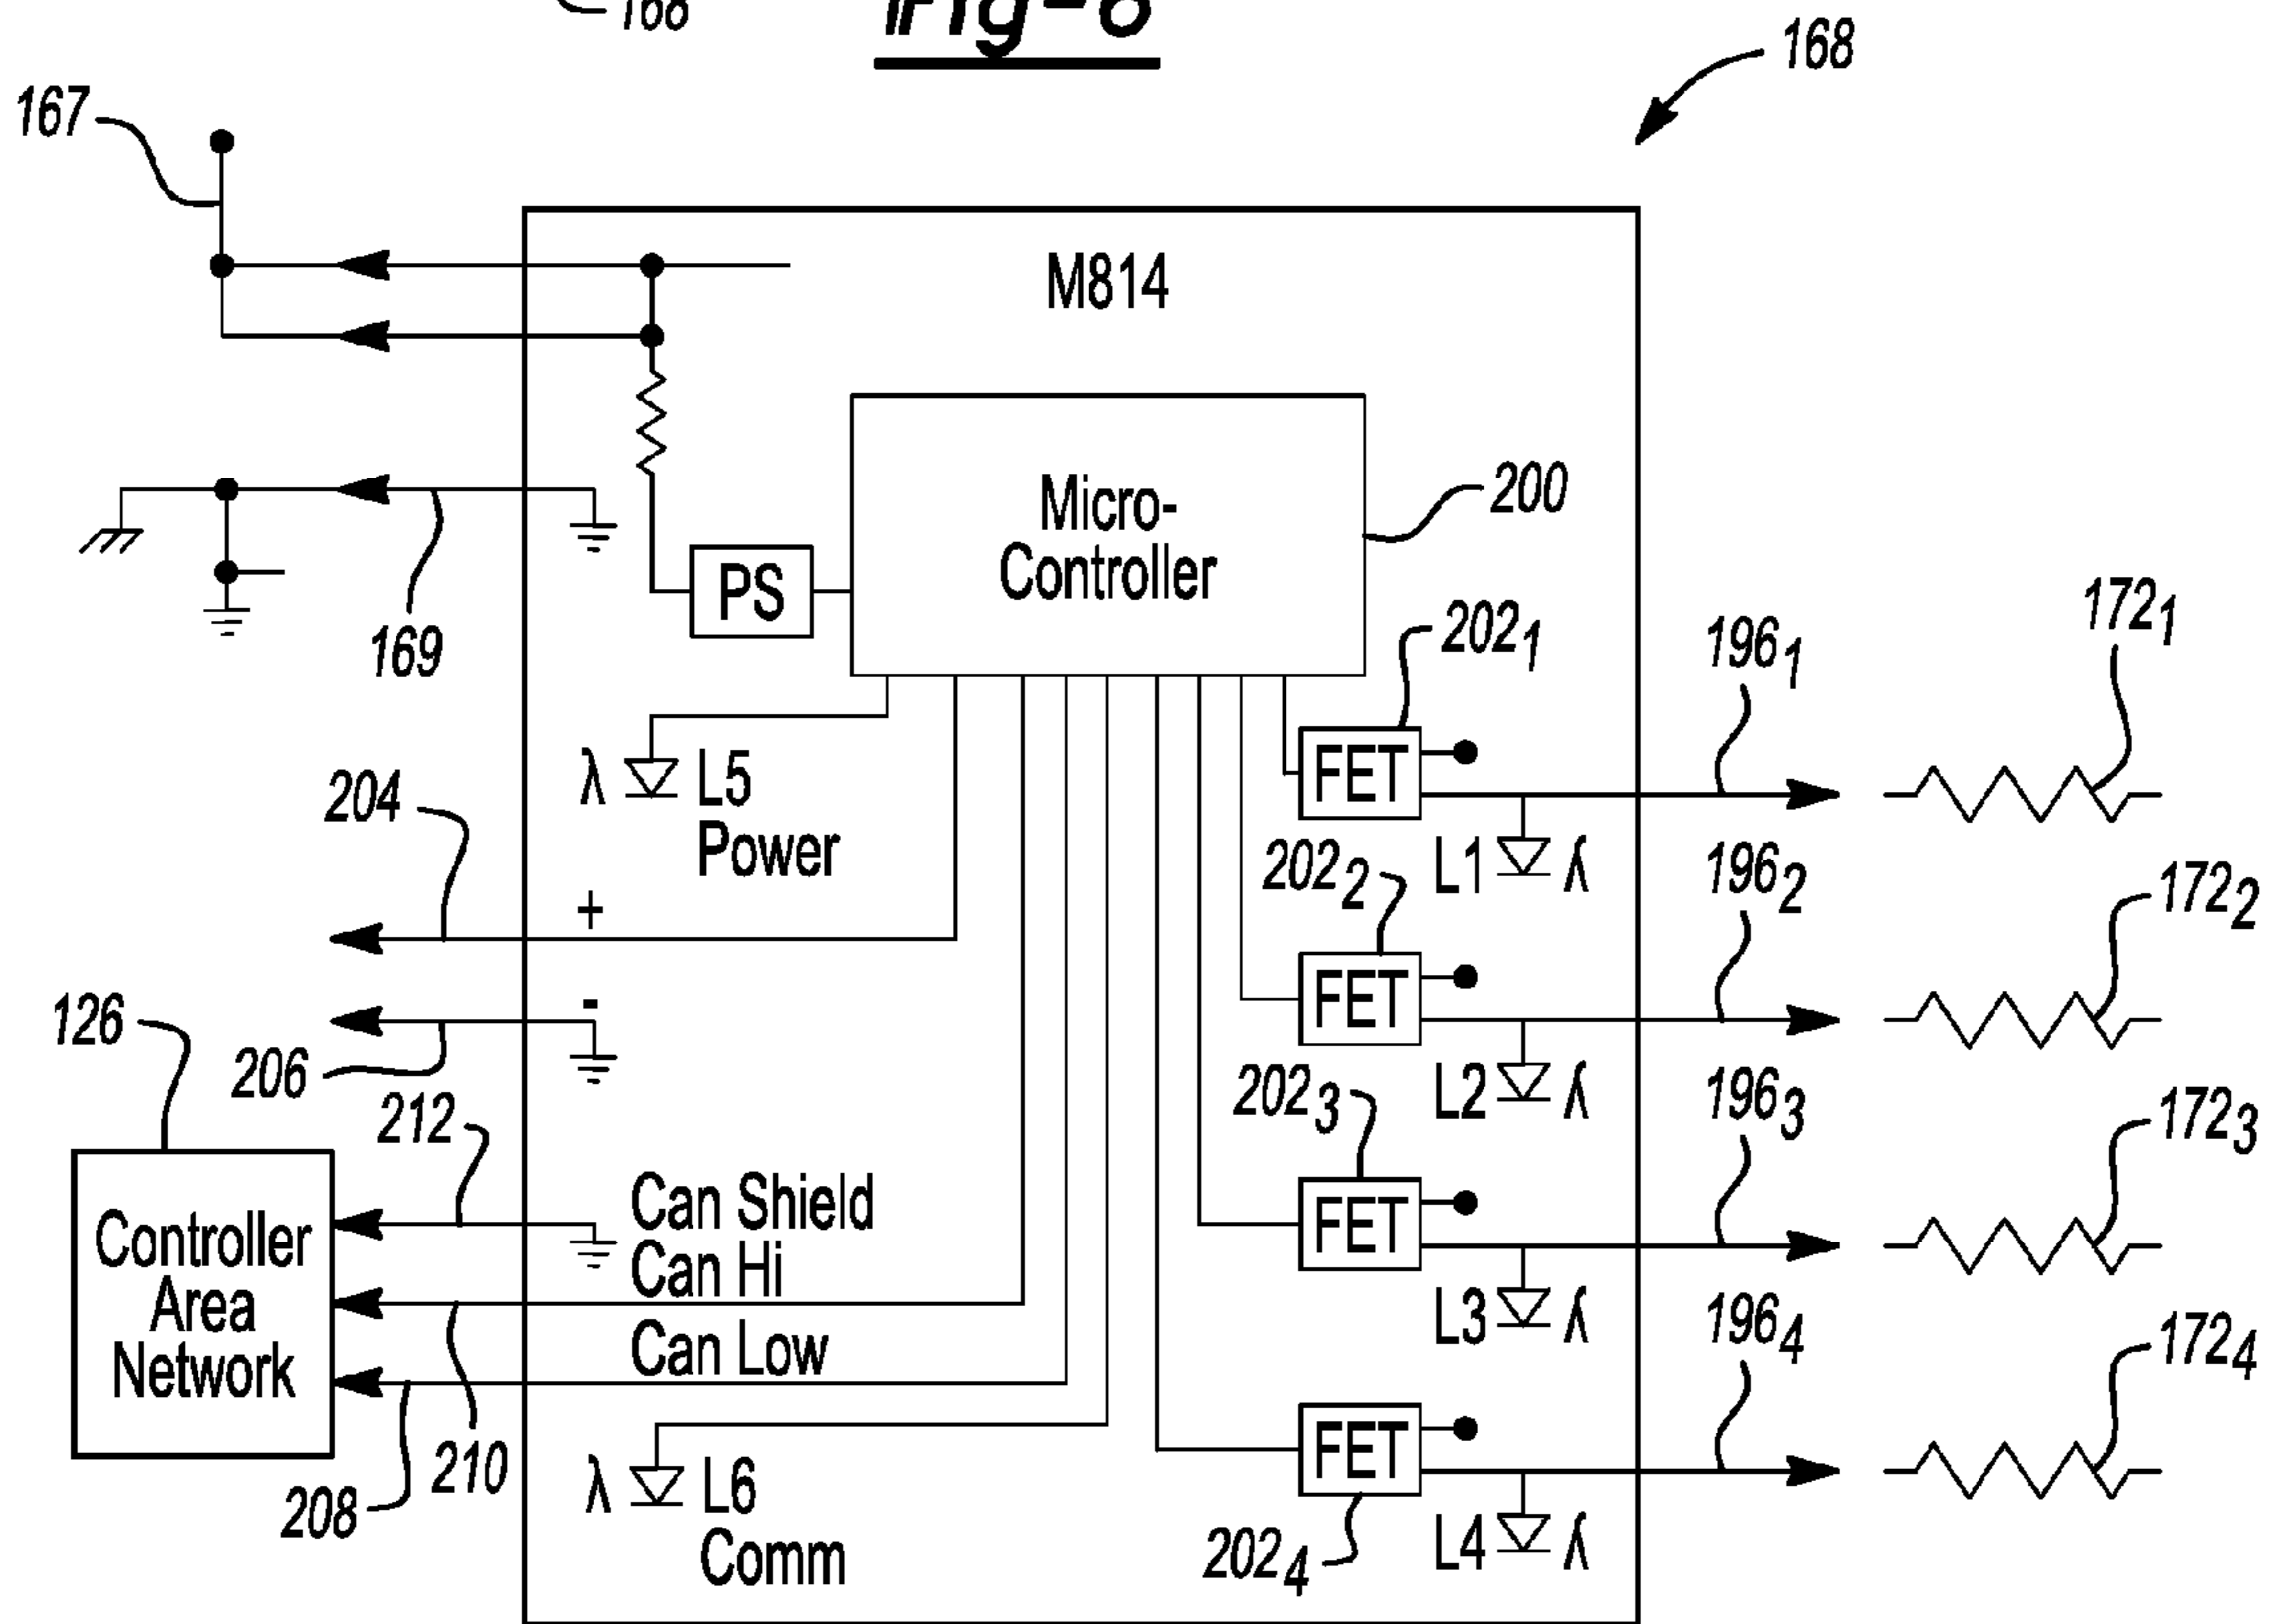 168
Fig-6
168
167
M814
Micro-
Controller
200
PS
169
202₁
196₁
172₁
FET
λ
L5
Power
204
+
L1
λ
202₂
196₂
172₂
FET
126
-
206
L2
λ
212
202₃
196₃
172₃
FET
Controller
Area
Network
Can Shield
Can Hi
Can Low
L3
λ
196₄
172₄
210
208
λ
L6
Comm
FET
202₄
L4
λ